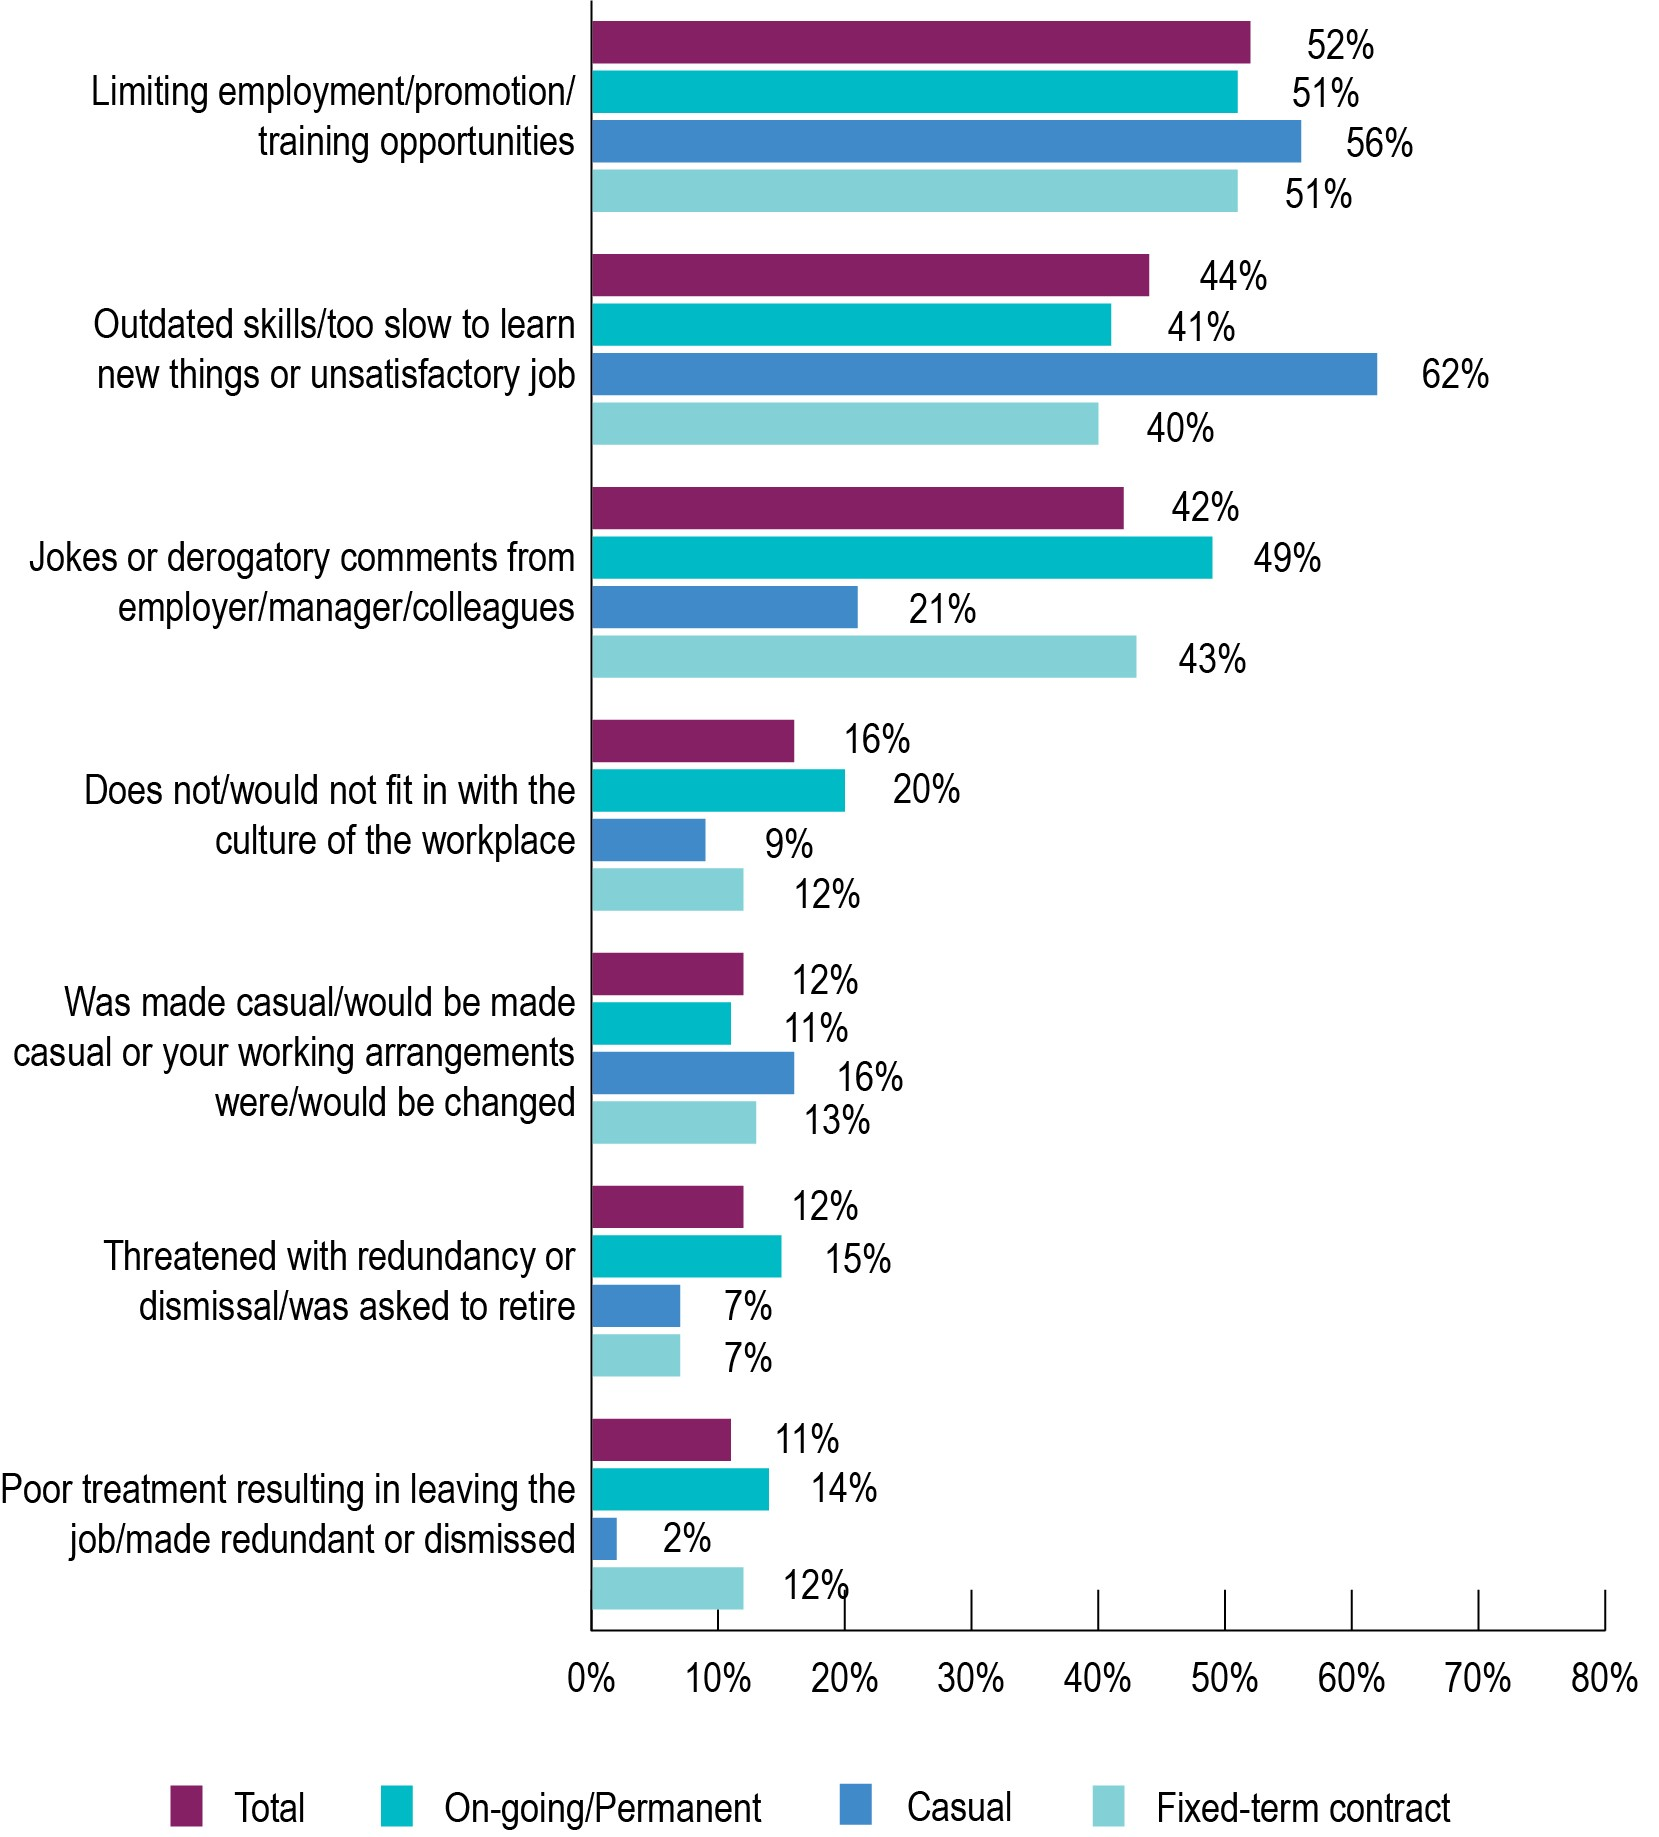 Limiting employment/promotion/
training opportunities
52%
51%
56%
51%
Outdated skills/too slow to learn
new things or unsatisfactory job
44%
41%
62%
40%
Jokes or derogatory comments from
employer/manager/colleagues
42%
49%
21%
43%
Does not/would not fit in with the
culture of the workplace
16%
20%
9%
12%
Was made casual/would be made
casual or your working arrangements
were/would be changed
12%
11%
16%
13%
Threatened with redundancy or
dismissal/was asked to retire
12%
15%
7%
7%
Poor treatment resulting in leaving the
job/made redundant or dismissed
11%
14%
2%
12%
0% 10% 20% 30% 40% 50% 60% 70% 80%
Total On-going/Permanent Casual Fixed-term contract